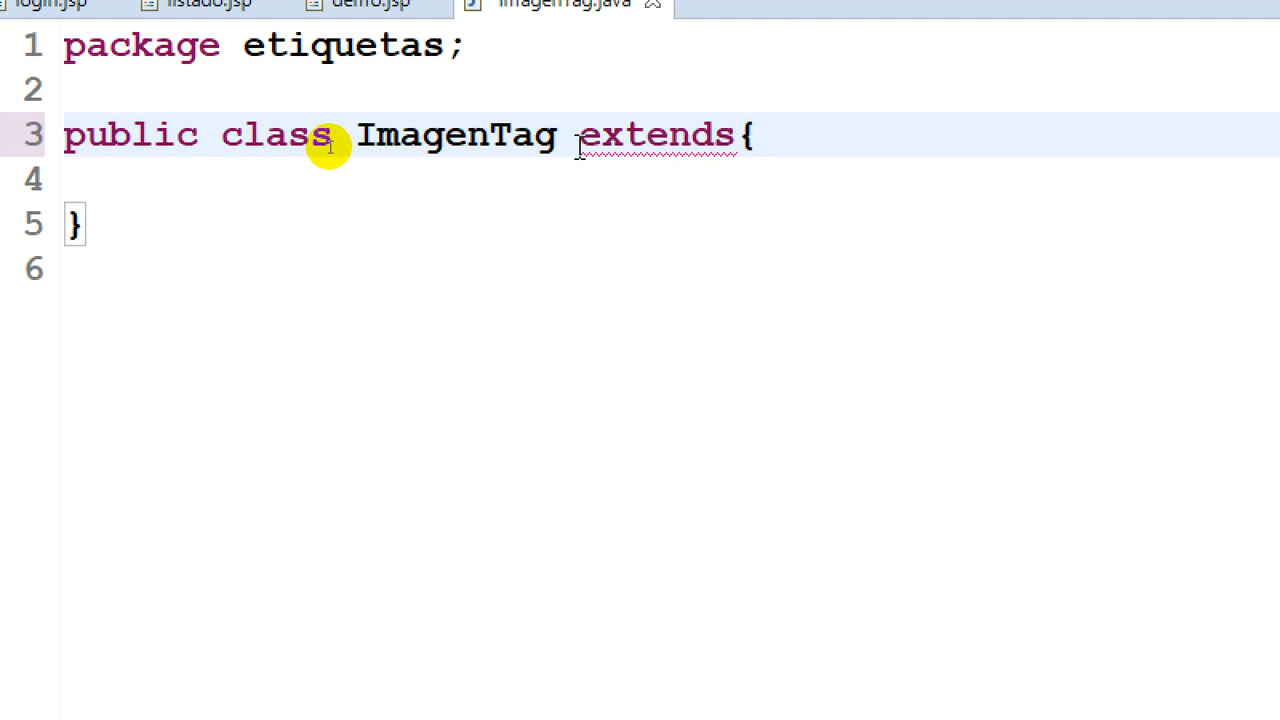 login.jsp listado.jsp demo.jsp ImagenTag.java
1 package etiquetas;
2
3 public class ImagenTag extends{
4
5 }
6